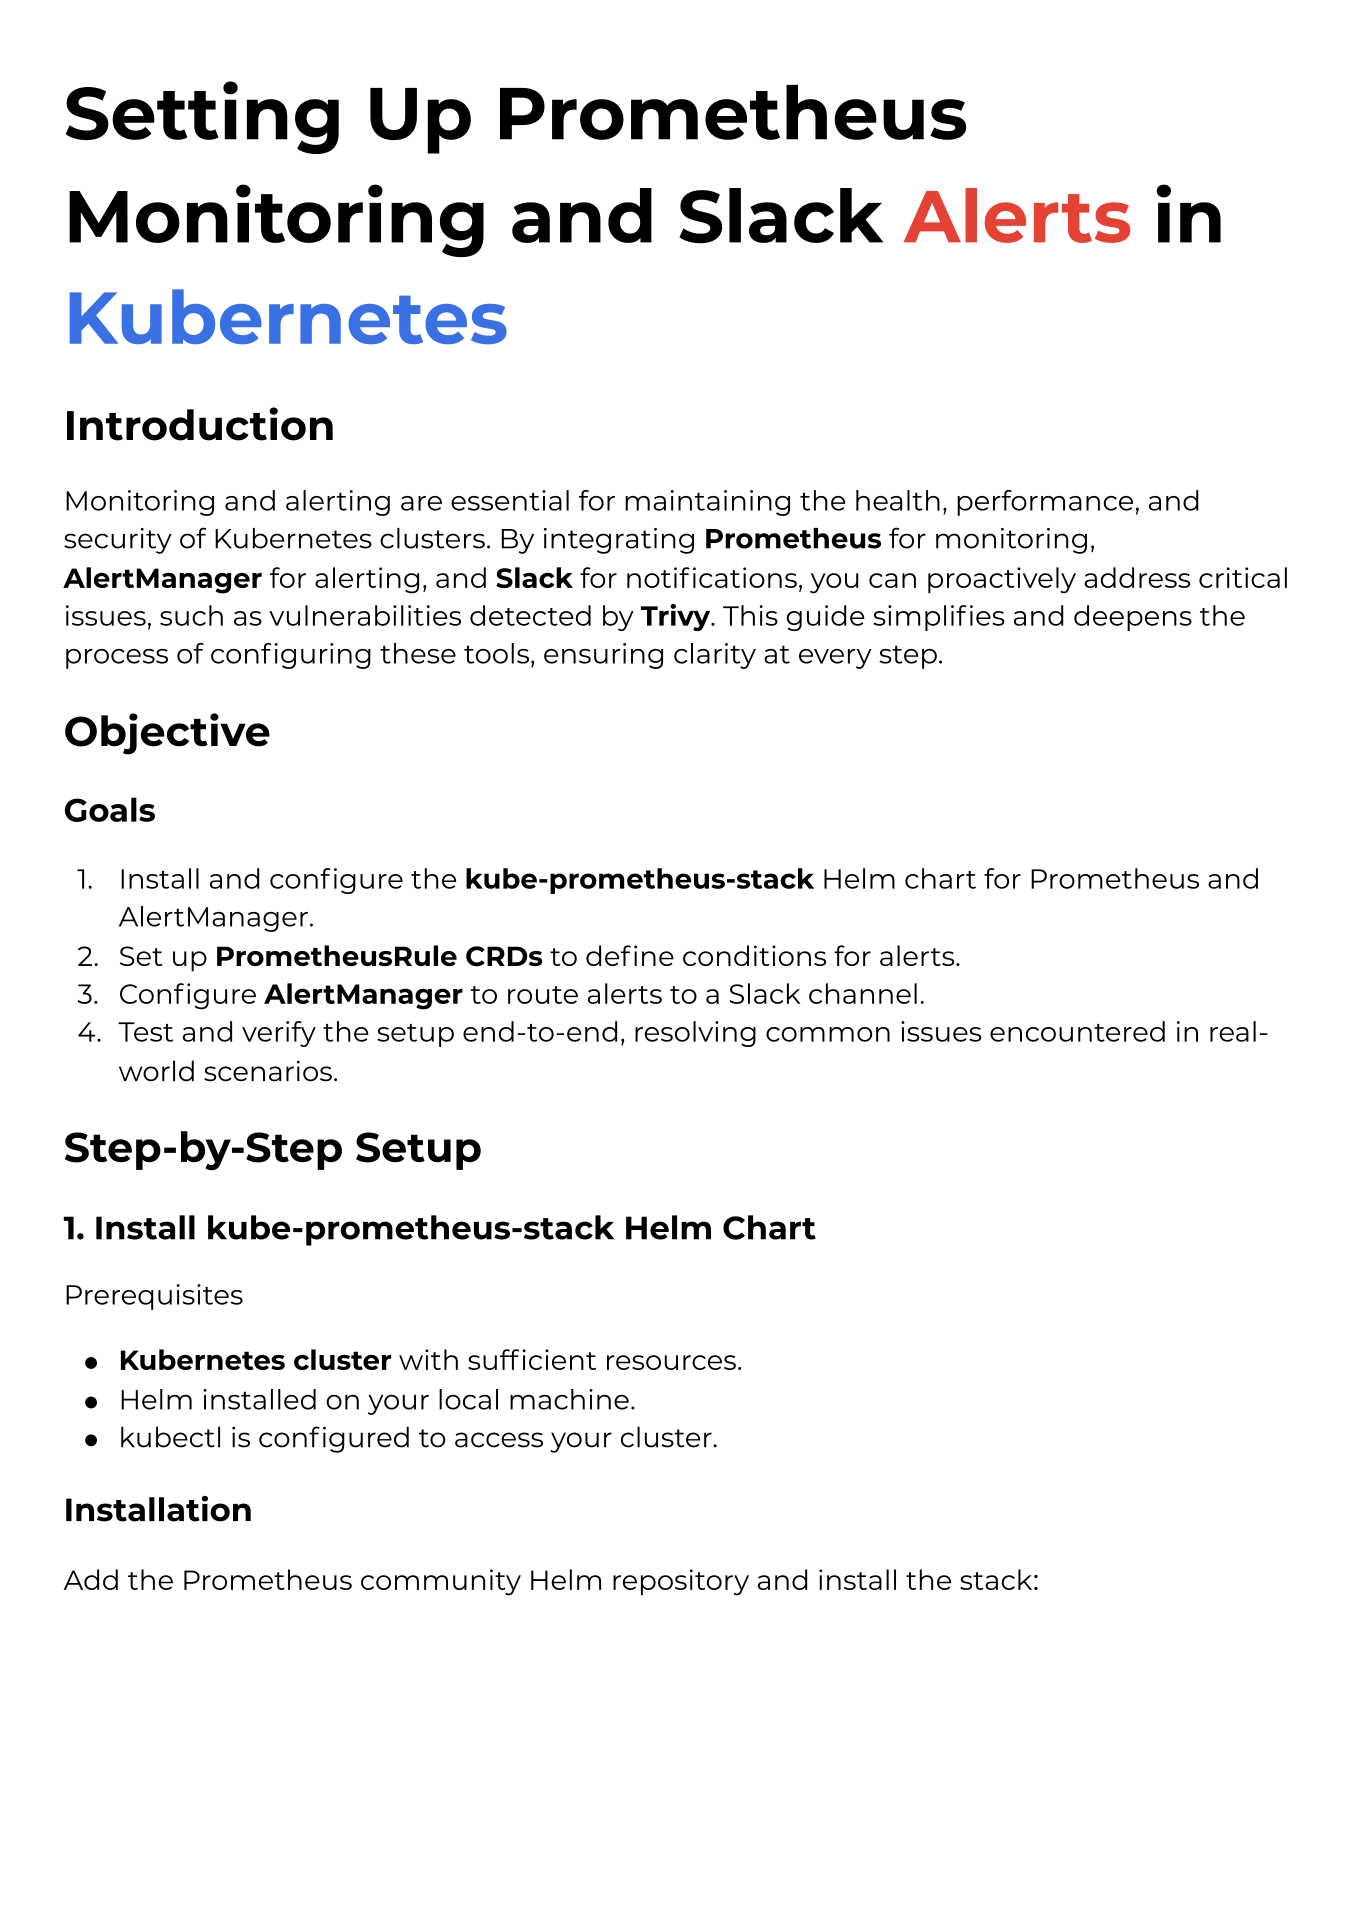 Setting Up Prometheus
Monitoring and Slack Alerts in
Kubernetes
Introduction
Monitoring and alerting are essential for maintaining the health, performance, and
security of Kubernetes clusters. By integrating Prometheus for monitoring,
AlertManager for alerting, and Slack for notifications, you can proactively address critical
issues, such as vulnerabilities detected by Trivy. This guide simplifies and deepens the
process of configuring these tools, ensuring clarity at every step.
Objective
Goals
1. Install and configure the kube-prometheus-stack Helm chart for Prometheus and
AlertManager.
2. Set up PrometheusRule CRDs to define conditions for alerts.
3. Configure AlertManager to route alerts to a Slack channel.
4. Test and verify the setup end-to-end, resolving common issues encountered in real-
world scenarios.
Step-by-Step Setup
1. Install kube-prometheus-stack Helm Chart
Prerequisites
● Kubernetes cluster with sufficient resources.
● Helm installed on your local machine.
● kubectl is configured to access your cluster.
Installation
Add the Prometheus community Helm repository and install the stack: